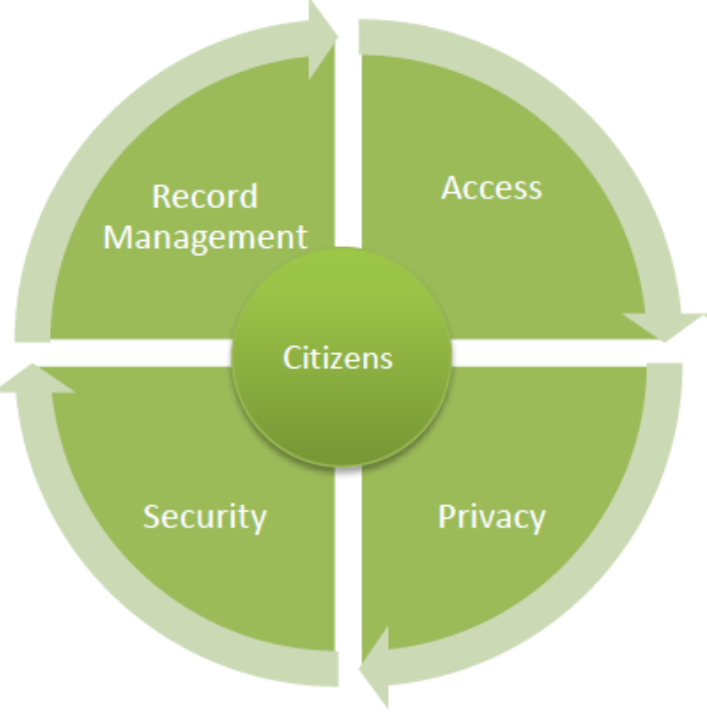 Record
Management
Access
Citizens
Security
Privacy